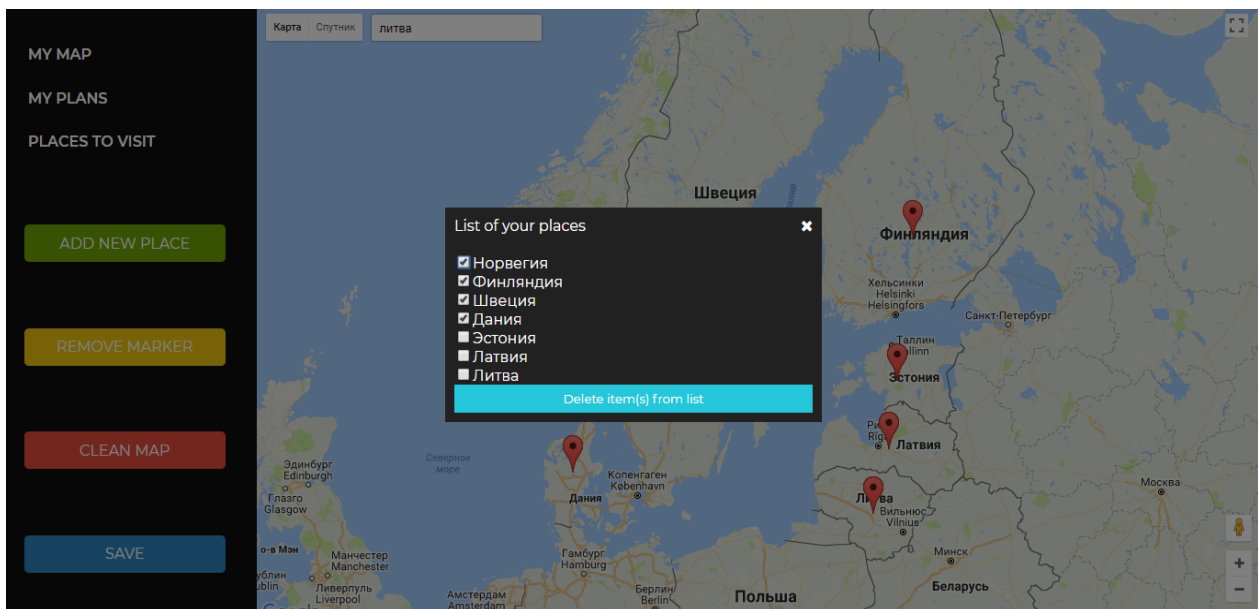 MY MAP
MY PLANS
PLACES TO VISIT
ADD NEW PLACE
REMOVE MARKER
CLEAN MAP
SAVE
Карта
Спутник
литва
List of your places
✖
Норвегия
Финляндия
Швеция
Дания
Эстония
Латвия
Литва
Delete item(s) from list
Швеция
Финляндия
Хельсинки
Helsinki
Helsingfors
Санкт-Петербург
Таллин
Эстония
Латвия
Вильнюс
Vilnius
Москва
Минск
Беларусь
Северное
море
Эдинбург
Edinburgh
Глазго
Glasgow
Копенгаген
København
Дания
о-в Мэн
Манчестер
Manchester
Ливерпуль
Liverpool
Гамбург
Hamburg
Амстердам
Amsterdam
Берлин
Berlin
Польша
+
−